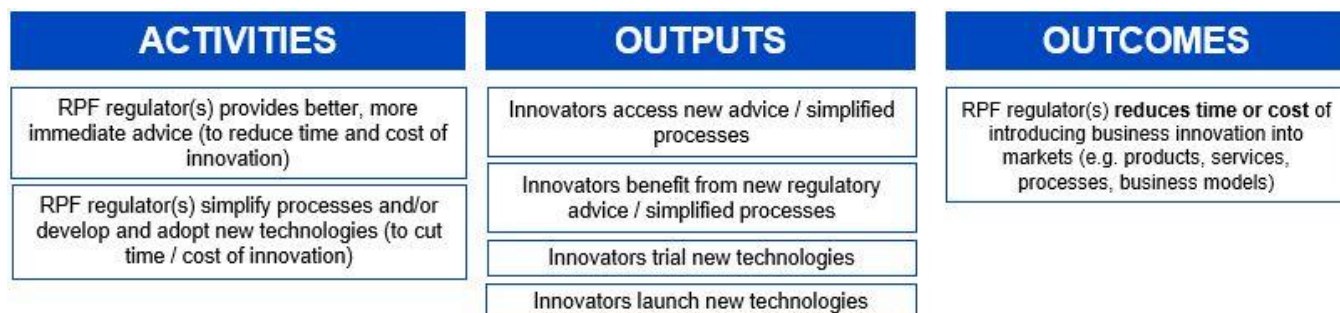 ACTIVITIES
RPF regulator(s) provides better, more
immediate advice (to reduce time and cost of
innovation)
RPF regulator(s) simplify processes and/or
develop and adopt new technologies (to cut
time / cost of innovation)
OUTPUTS
Innovators access new advice / simplified
processes
Innovators benefit from new regulatory
advice / simplified processes
Innovators trial new technologies
Innovators launch new technologies
OUTCOMES
RPF regulator(s) reduces time or cost of
introducing business innovation into
markets (e.g. products, services,
processes, business models)